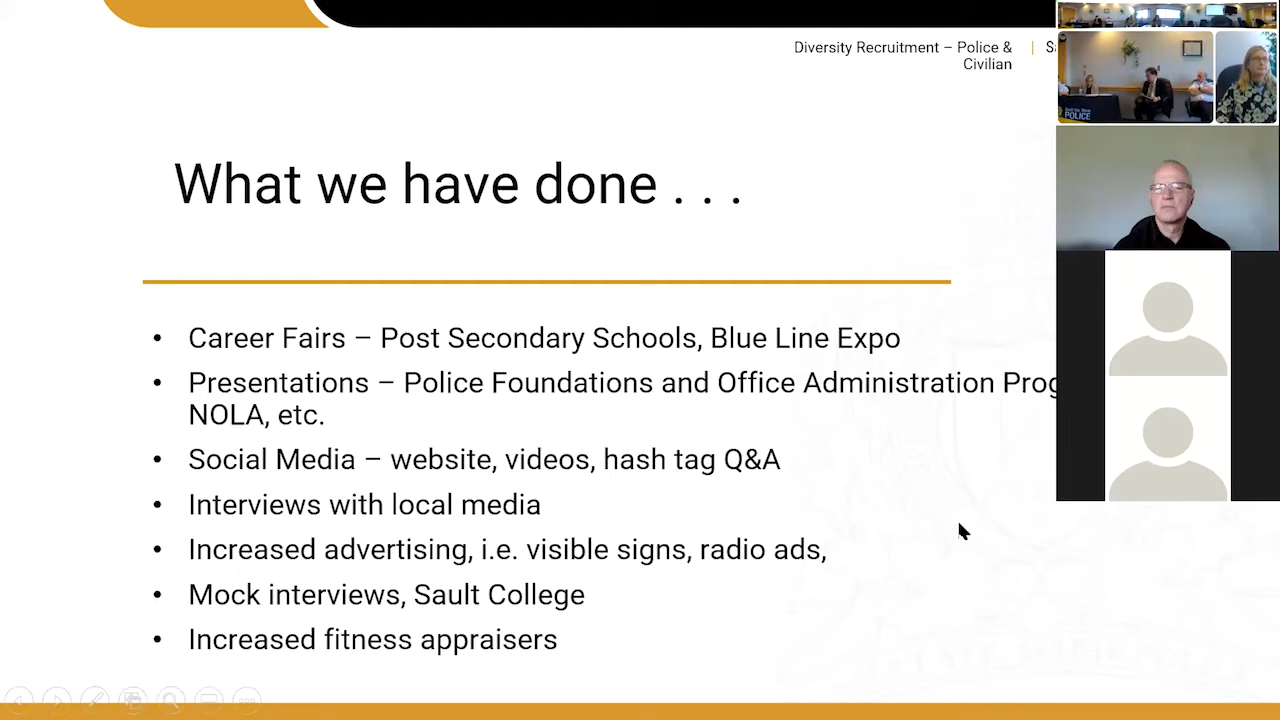 Diversity Recruitment – Police &
Civilian
What we have done . . .
• Career Fairs – Post Secondary Schools, Blue Line Expo
• Presentations – Police Foundations and Office Administration
NOLA, etc.
• Social Media – website, videos, hash tag Q&A
• Interviews with local media
• Increased advertising, i.e. visible signs, radio ads,
• Mock interviews, Sault College
• Increased fitness appraisers
POLICE